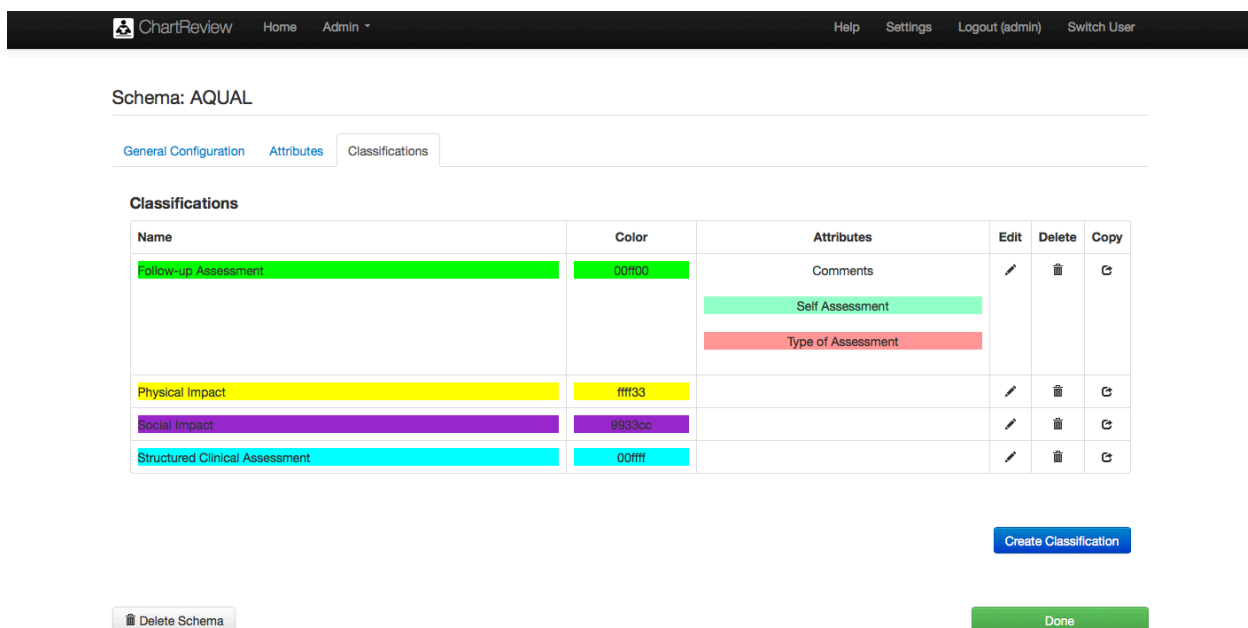 ChartReview Home Admin Help Settings Logout (admin) Switch User
Schema: AQUAL
General Configuration Attributes Classifications
Classifications
Name Color Attributes Edit Delete Copy
Follow-up Assessment 00ff00 Comments
Self Assessment
Type of Assessment
Physical Impact ffff33
Social Impact 9933cc
Structured Clinical Assessment 00ffff
Create Classification
Delete Schema Done